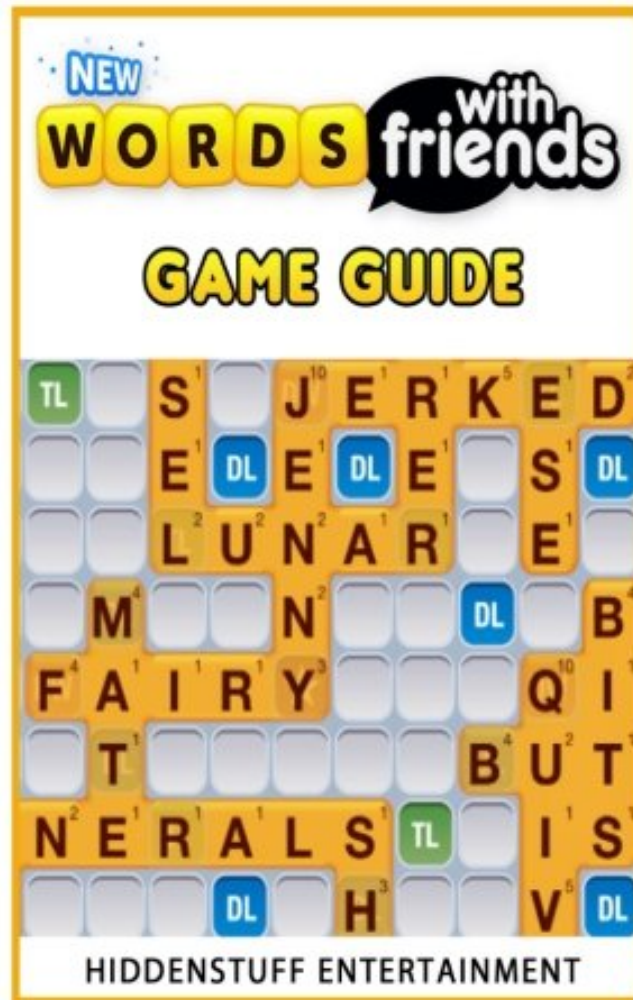 NEW
with
WORDS friends
GAME GUIDE
TL S J E R K E D
E DL E DL E S DL
L U N A R E
M N DL B
F A I R Y Q I
T B U T
N E R A L S TL I S
DL H V DL
HIDDENSTUFF ENTERTAINMENT